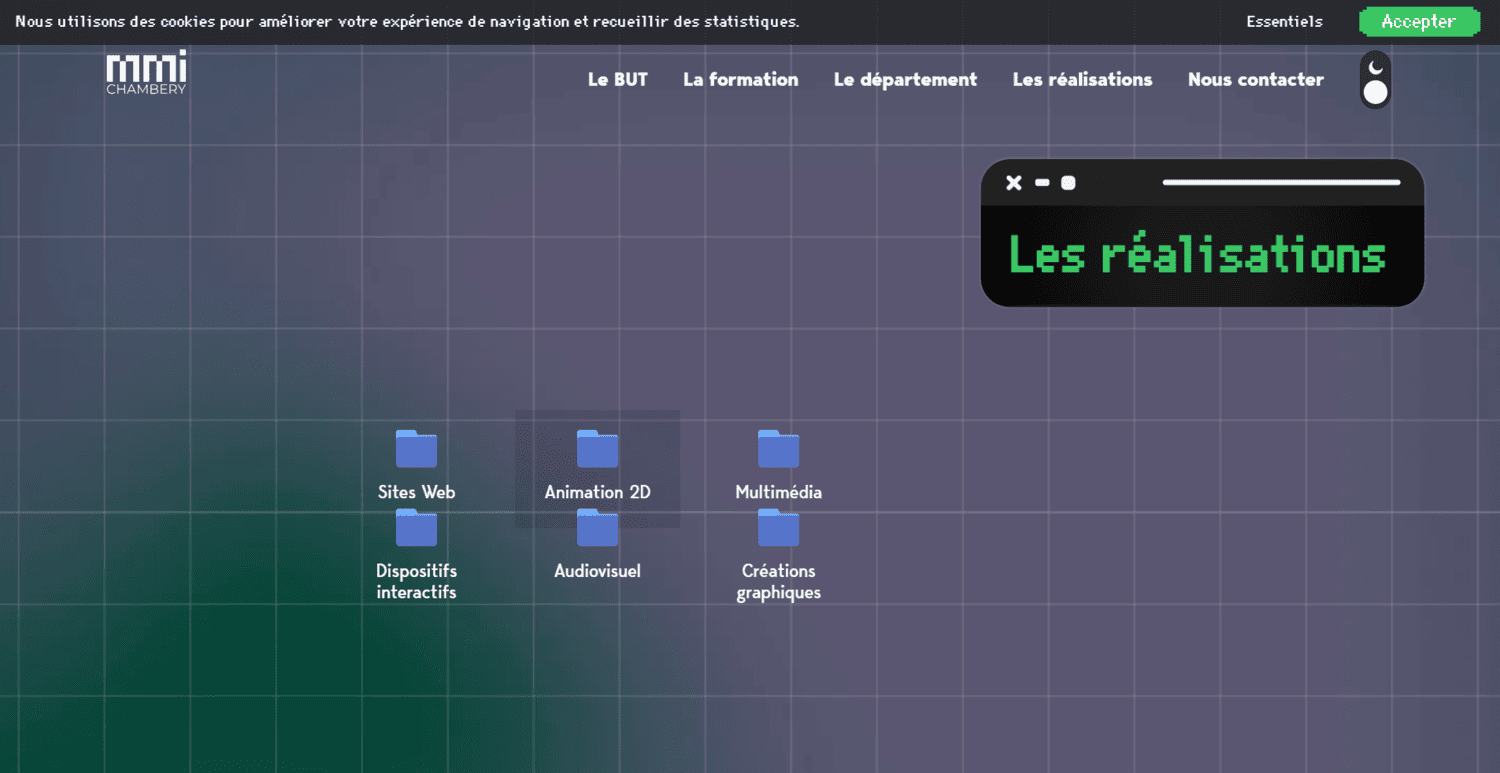 Nous utilisons des cookies pour améliorer votre expérience de navigation et recueillir des statistiques.
Essentiels
Accepter
mmi
CHAMBERY
Le BUT
La formation
Le département
Les réalisations
Nous contacter
Les réalisations
Sites Web
Animation 2D
Multimédia
Dispositifs
interactifs
Audiovisuel
Créations
graphiques